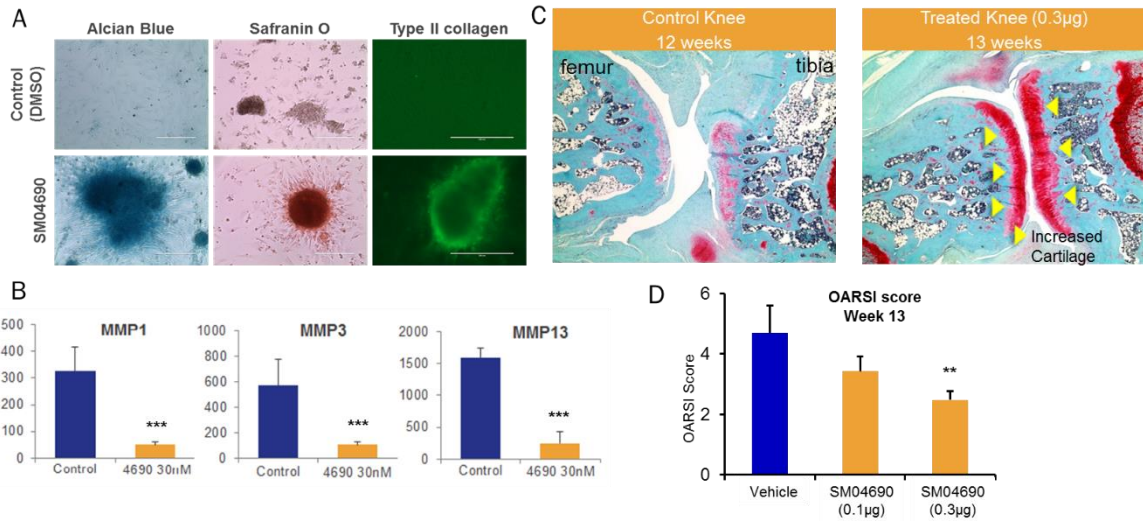 A
Alcian Blue
Safranin O
Type II collagen
Control
(DMSO)
SM04690
B
MMP1
500
400
300
200
100
0
***
Control
4690 30nM
MMP3
1000
800
600
400
200
0
***
Control
4690 30nM
MMP13
2000
1500
1000
500
0
***
Control
4690 30nM
C
Control Knee
12 weeks
femur
tibia
Treated Knee (0.3µg)
13 weeks
Increased
Cartilage
D
OARSI score
Week 13
OARSI Score
6
4
2
0
**
Vehicle
SM04690
(0.1µg)
SM04690
(0.3µg)